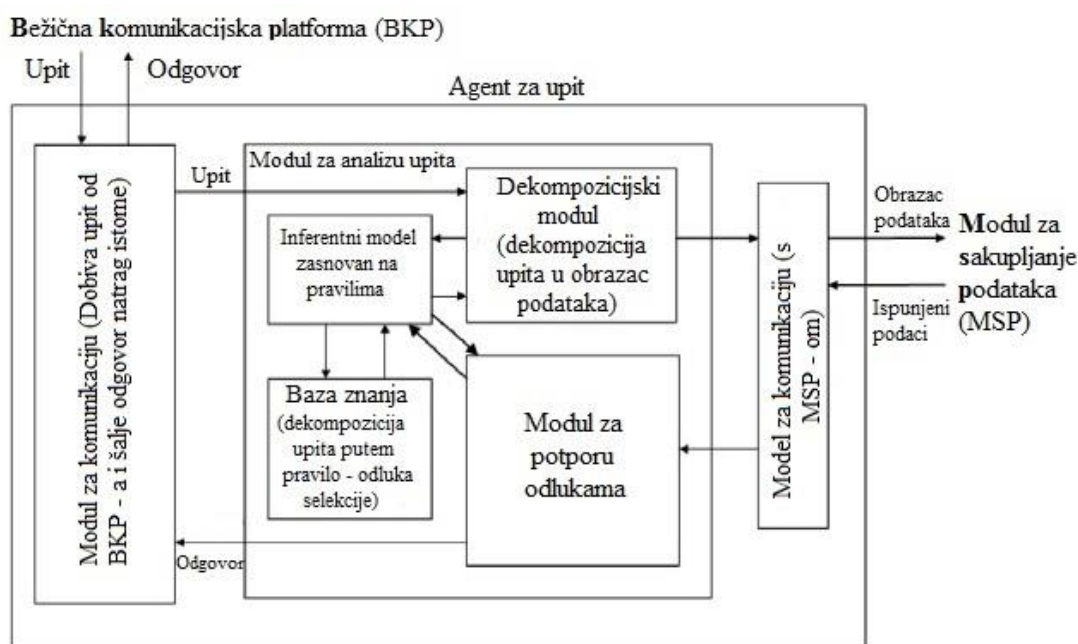 Bežična komunikacijska platforma (BKP)
Upit
Odgovor
Agent za upit
Modul za komunikaciju (Dobiva upit od
BKP - a i šalje odgovor natrag istome)
Upit
Modul za analizu upita
Dekompozicijski
modul
(dekompozicija
upita u obrazac
podataka)
Inferentni model
zasnovan na
pravilima
Baza znanja
(dekompozicija
upita putem
pravilo - odluka
selekcije)
Modul za
potporu
odlukama
Odgovor
Model za komunikaciju (s
MSP - om)
Obrazac
podataka
Ispunjeni
podaci
Modul za
sakupljanje
podataka
(MSP)